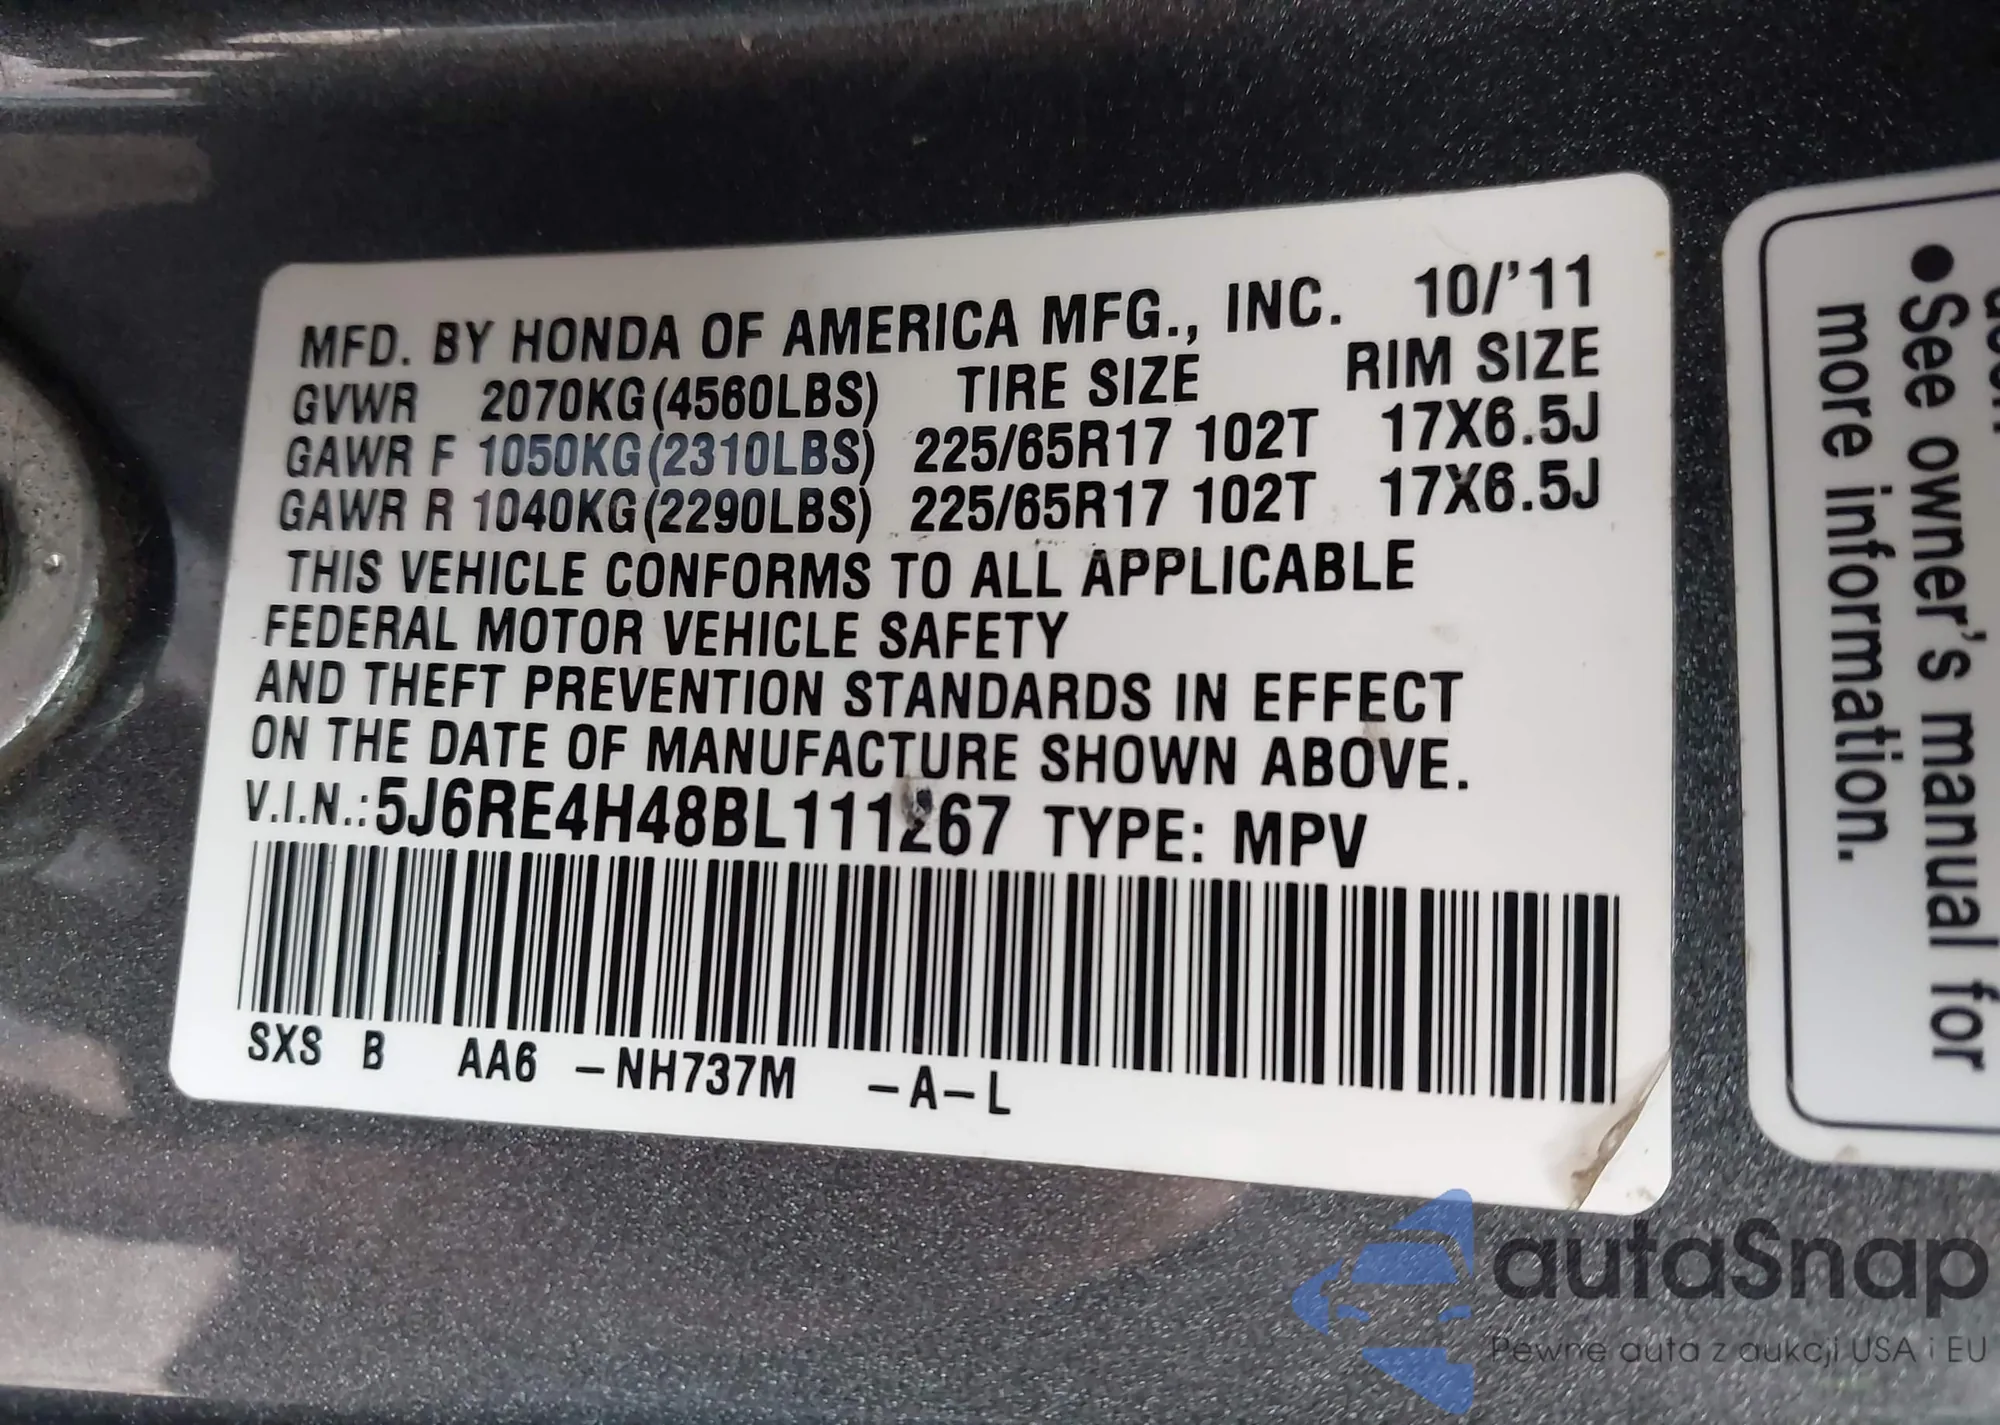 MFD. BY HONDA OF AMERICA MFG., INC. 10/'11
GVWR 2070KG(4560LBS) TIRE SIZE RIM SIZE
GAWR F 1050KG(2310LBS) 225/65R17 102T 17X6.5J
GAWR R 1040KG(2290LBS) 225/65R17 102T 17X6.5J
THIS VEHICLE CONFORMS TO ALL APPLICABLE
FEDERAL MOTOR VEHICLE SAFETY
AND THEFT PREVENTION STANDARDS IN EFFECT
ON THE DATE OF MANUFACTURE SHOWN ABOVE.
V.I.N.:5J6RE4H48BL111267 TYPE: MPV
SXS B AA6 -NH737M -A-L
●See owner's manual for
more information.
autaSnap
Pewne auta z aukcji USA i EU